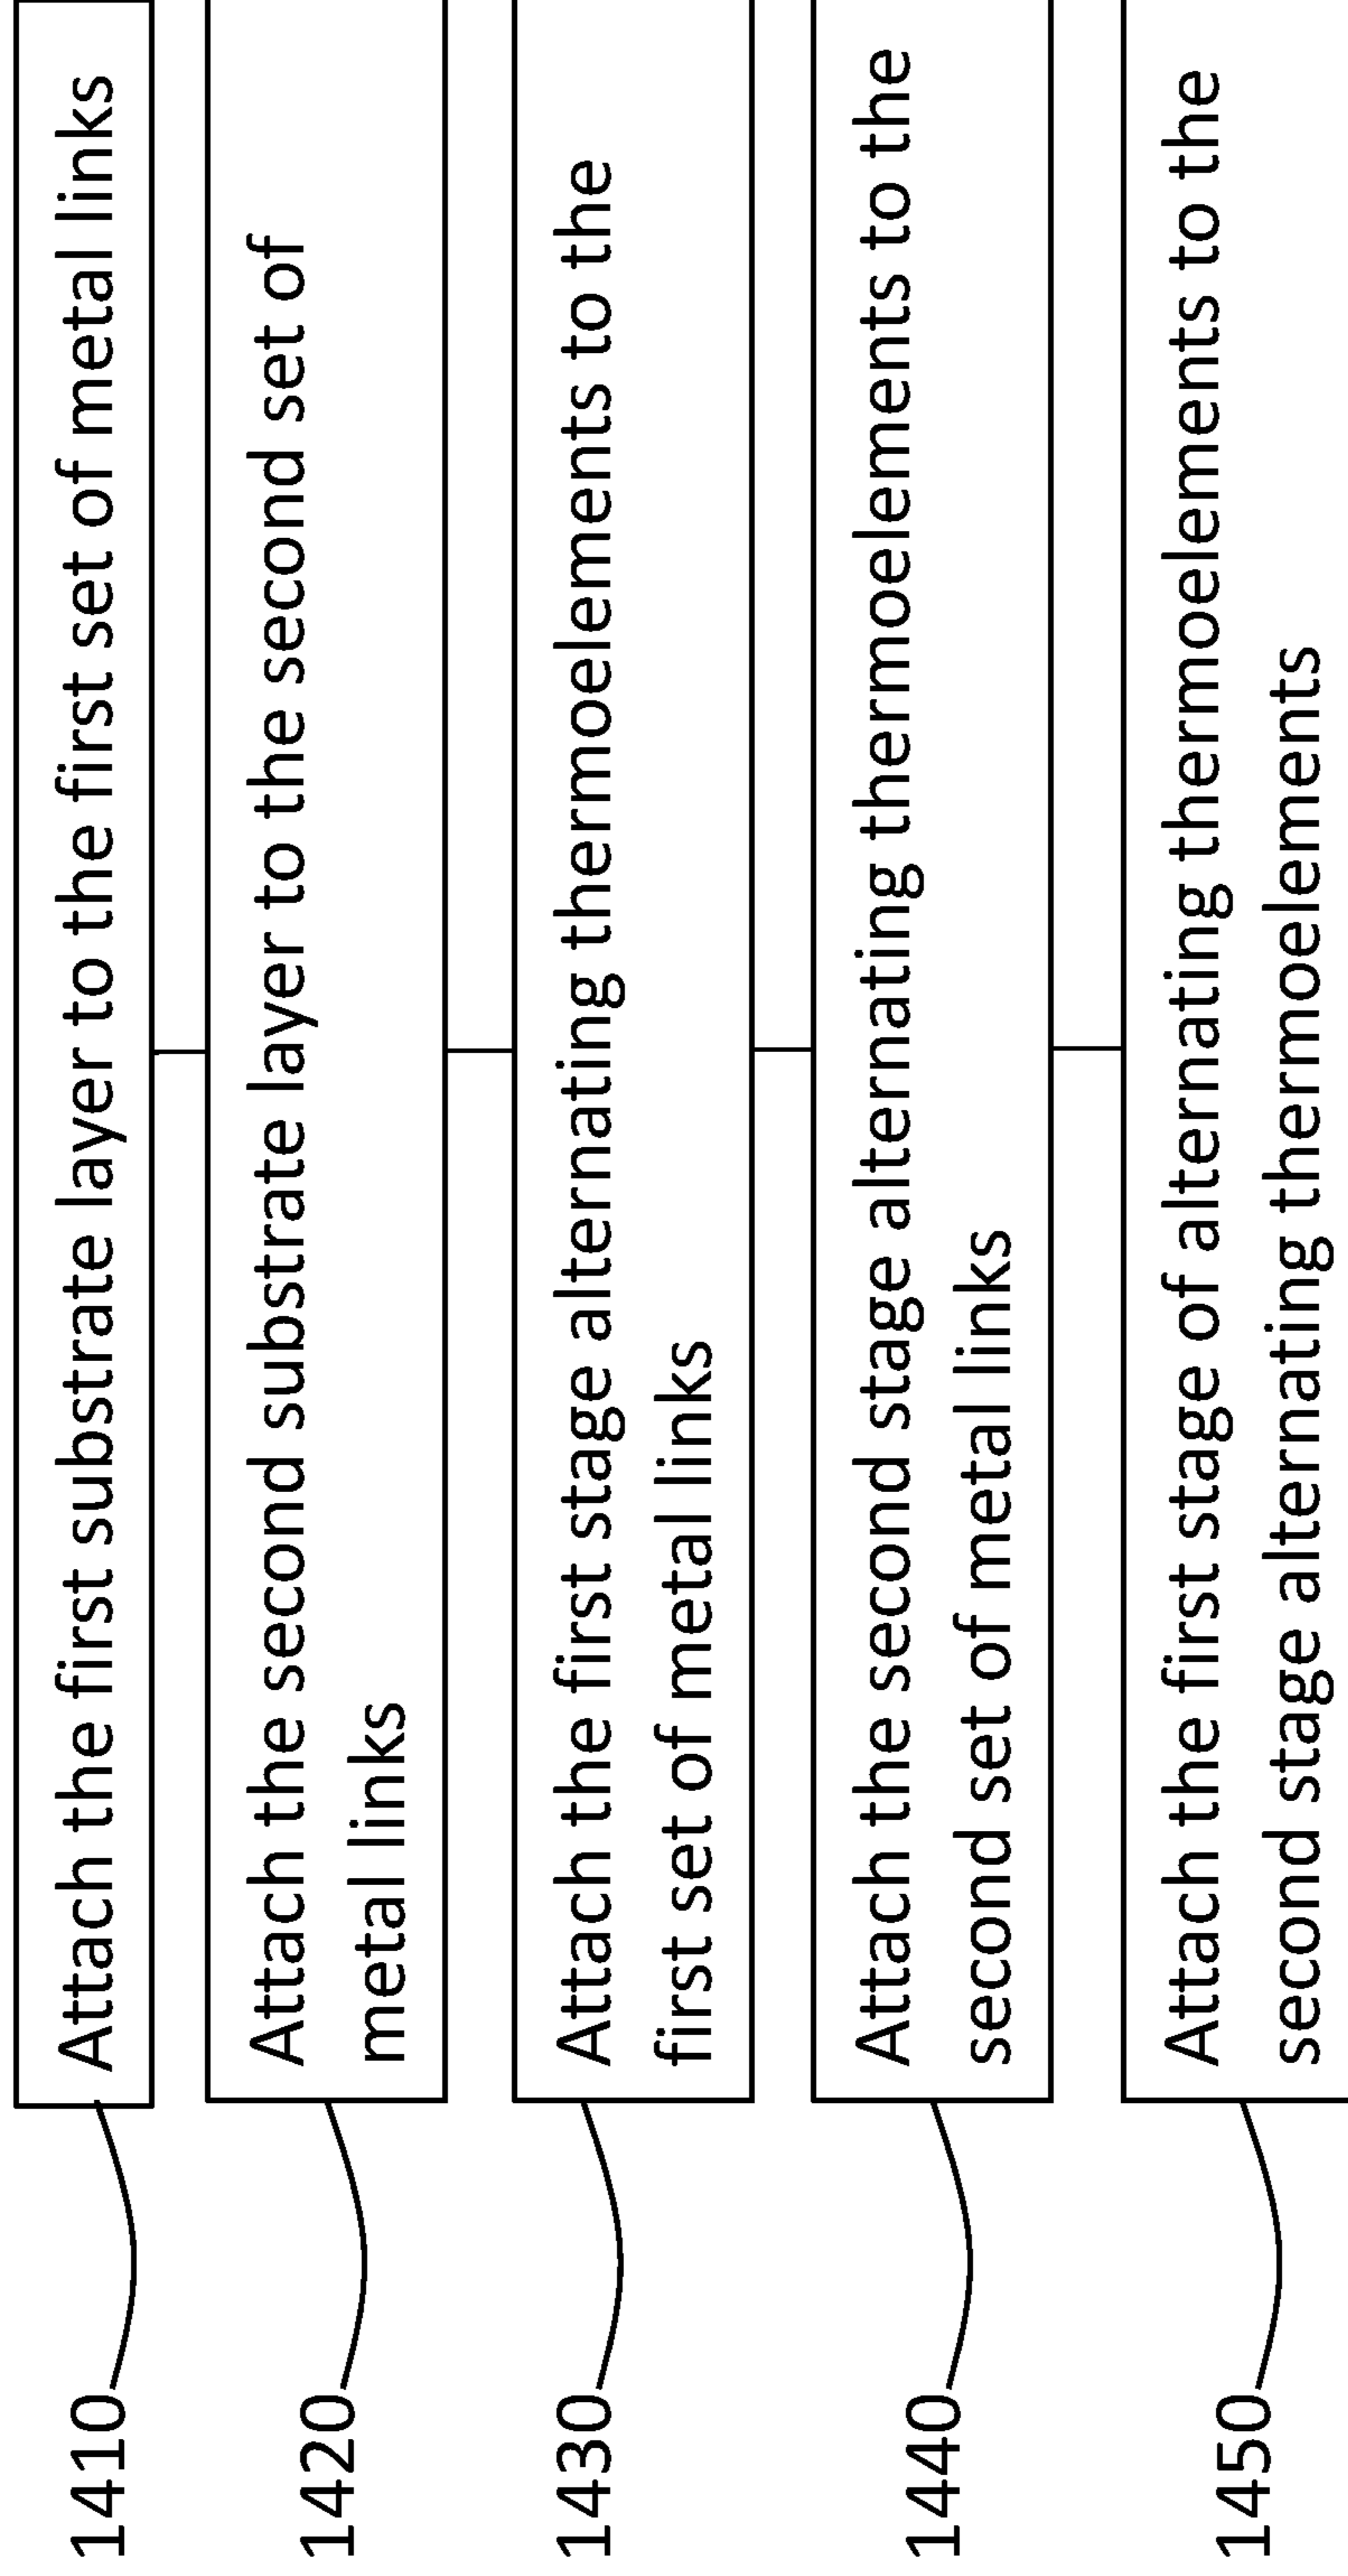 1410
Attach the first substrate layer to the first set of metal links
1420
Attach the second substrate layer to the second set of
metal links
1430
Attach the first stage alternating thermoelements to the
first set of metal links
1440
Attach the second stage alternating thermoelements to the
second set of metal links
1450
Attach the first stage of alternating thermoelements to the
second stage alternating thermoelements